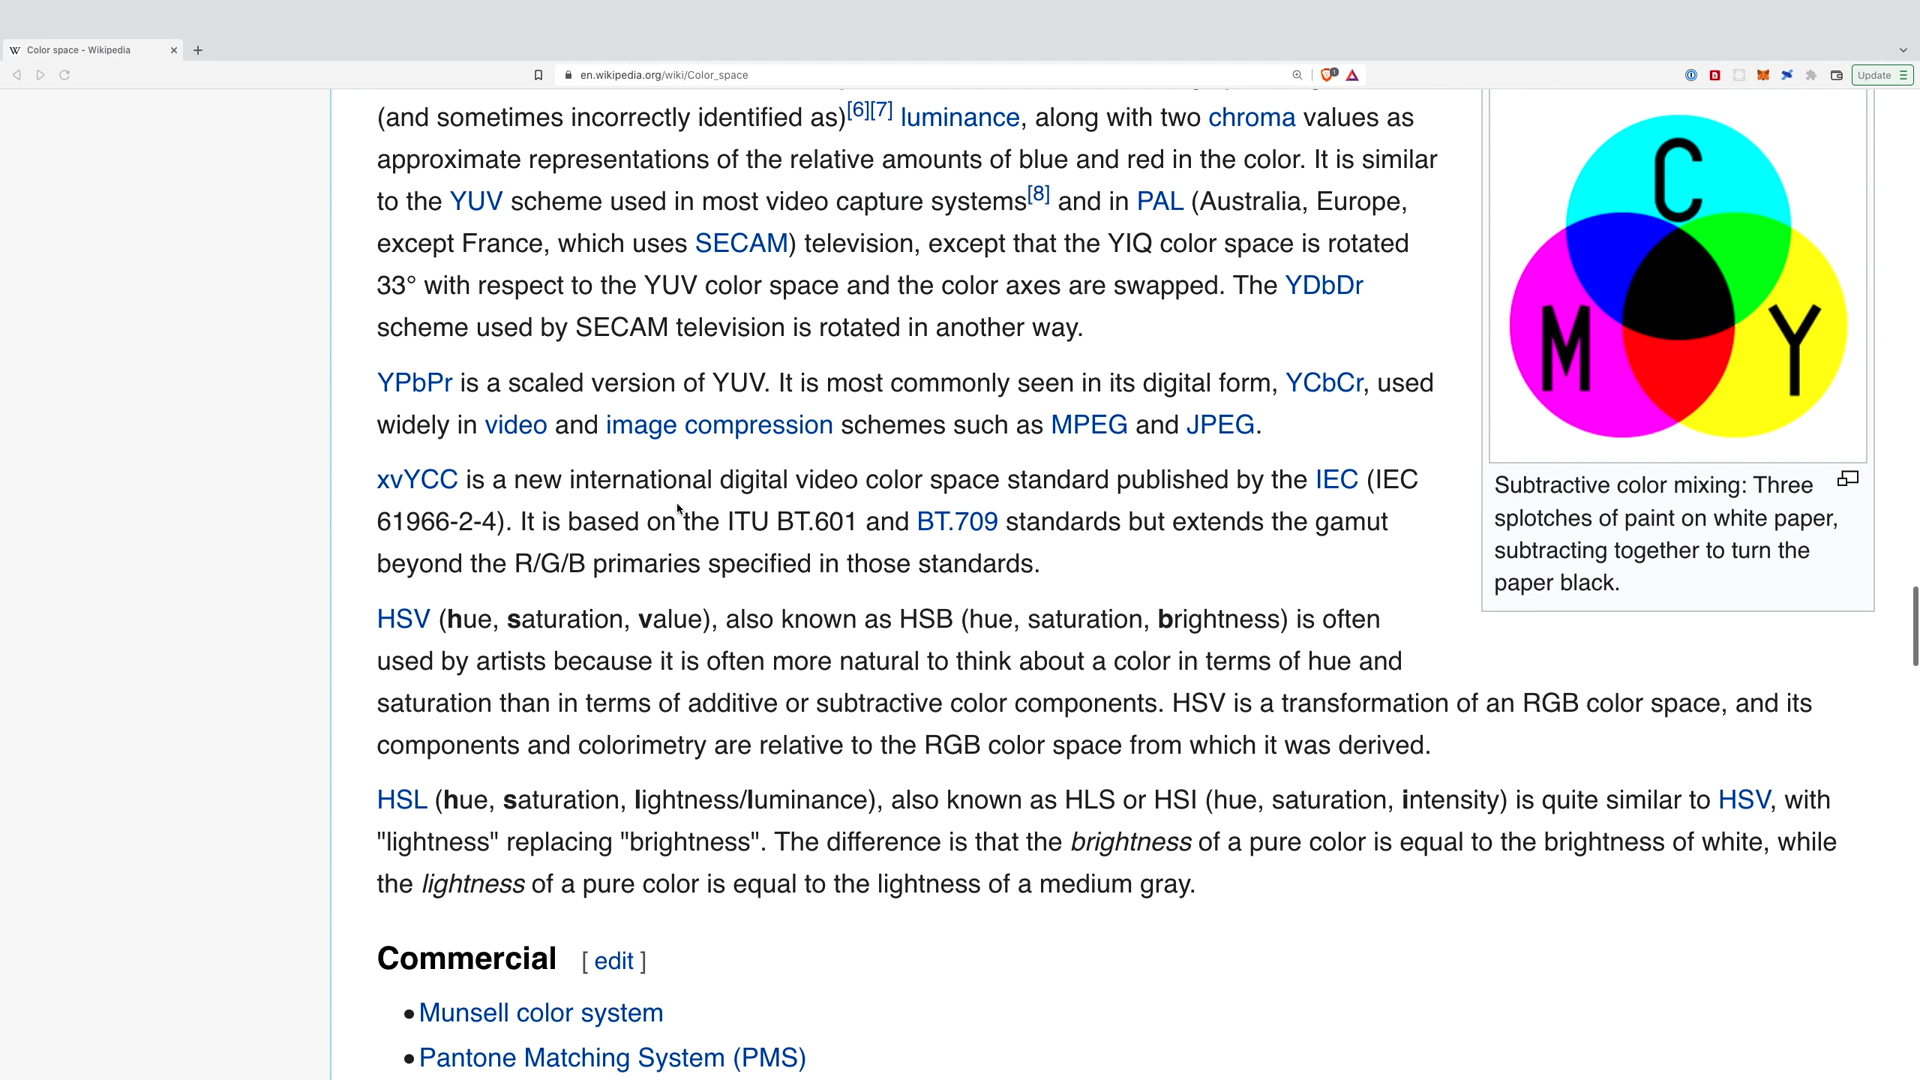 Color space - Wikipedia
en.wikipedia.org/wiki/Color_space
1
Update
(and sometimes incorrectly identified as)[6][7] luminance, along with two chroma values as
approximate representations of the relative amounts of blue and red in the color. It is similar
to the YUV scheme used in most video capture systems[8] and in PAL (Australia, Europe,
except France, which uses SECAM) television, except that the YIQ color space is rotated
33° with respect to the YUV color space and the color axes are swapped. The YDbDr
scheme used by SECAM television is rotated in another way.
YPbPr is a scaled version of YUV. It is most commonly seen in its digital form, YCbCr, used
widely in video and image compression schemes such as MPEG and JPEG.
xvYCC is a new international digital video color space standard published by the IEC (IEC
61966-2-4). It is based on the ITU BT.601 and BT.709 standards but extends the gamut
beyond the R/G/B primaries specified in those standards.
HSV (hue, saturation, value), also known as HSB (hue, saturation, brightness) is often
used by artists because it is often more natural to think about a color in terms of hue and
saturation than in terms of additive or subtractive color components. HSV is a transformation of an RGB color space, and its
components and colorimetry are relative to the RGB color space from which it was derived.
HSL (hue, saturation, lightness/luminance), also known as HLS or HSI (hue, saturation, intensity) is quite similar to HSV, with
"lightness" replacing "brightness". The difference is that the brightness of a pure color is equal to the brightness of white, while
the lightness of a pure color is equal to the lightness of a medium gray.
Commercial [ edit ]
• Munsell color system
• Pantone Matching System (PMS)
C
M Y
Subtractive color mixing: Three
splotches of paint on white paper,
subtracting together to turn the
paper black.